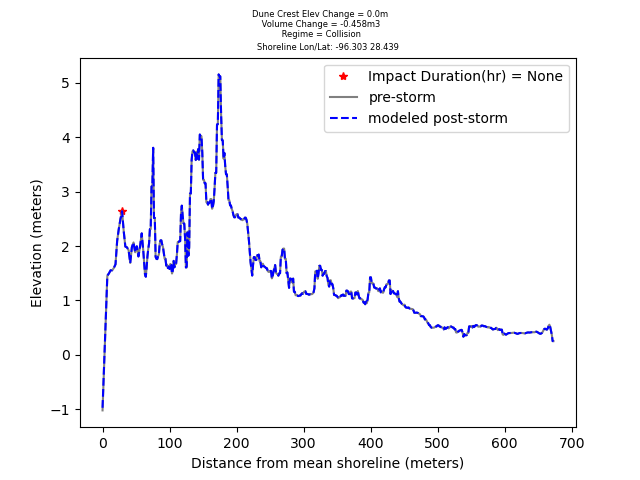 Dune Crest Elev Change = 0.0m
Volume Change = -0.458m3
Regime = Collision
Shoreline Lon/Lat: -96.303 28.439
Impact Duration(hr) = None
pre-storm
modeled post-storm
5
4
3
2
1
0
−1
Elevation (meters)
0 100 200 300 400 500 600 700
Distance from mean shoreline (meters)